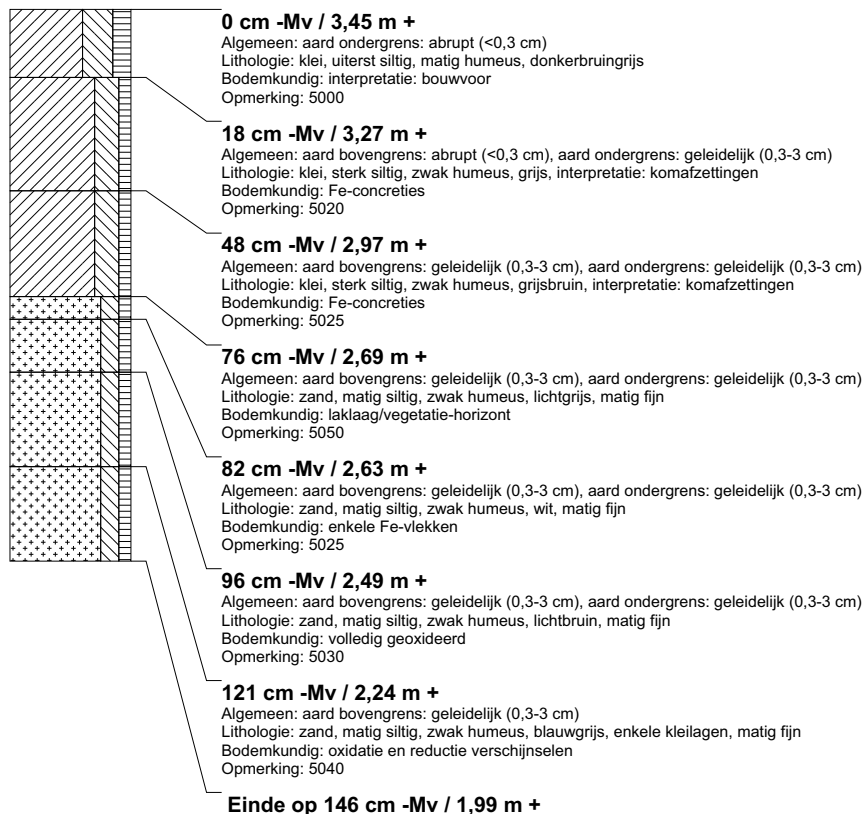 0 cm -Mv / 3,45 m +
Algemeen: aard ondergrens: abrupt (<0,3 cm)
Lithologie: klei, uiterst siltig, matig humeus, donkerbruingrijs
Bodemkundig: interpretatie: bouwvoor
Opmerking: 5000
18 cm -Mv / 3,27 m +
Algemeen: aard bovengrens: abrupt (<0,3 cm), aard ondergrens: geleidelijk (0,3-3 cm)
Lithologie: klei, sterk siltig, zwak humeus, grijs, interpretatie: komafzettingen
Bodemkundig: Fe-concreties
Opmerking: 5020
48 cm -Mv / 2,97 m +
Algemeen: aard bovengrens: geleidelijk (0,3-3 cm), aard ondergrens: geleidelijk (0,3-3 cm)
Lithologie: klei, sterk siltig, zwak humeus, grijsbruin, interpretatie: komafzettingen
Bodemkundig: Fe-concreties
Opmerking: 5025
76 cm -Mv / 2,69 m +
Algemeen: aard bovengrens: geleidelijk (0,3-3 cm), aard ondergrens: geleidelijk (0,3-3 cm)
Lithologie: zand, matig siltig, zwak humeus, lichtgrijs, matig fijn
Bodemkundig: laklaag/vegetatie-horizont
Opmerking: 5050
82 cm -Mv / 2,63 m +
Algemeen: aard bovengrens: geleidelijk (0,3-3 cm), aard ondergrens: geleidelijk (0,3-3 cm)
Lithologie: zand, matig siltig, zwak humeus, wit, matig fijn
Bodemkundig: enkele Fe-vlekken
Opmerking: 5025
96 cm -Mv / 2,49 m +
Algemeen: aard bovengrens: geleidelijk (0,3-3 cm), aard ondergrens: geleidelijk (0,3-3 cm)
Lithologie: zand, matig siltig, zwak humeus, lichtbruin, matig fijn
Bodemkundig: volledig geoxideerd
Opmerking: 5030
121 cm -Mv / 2,24 m +
Algemeen: aard bovengrens: geleidelijk (0,3-3 cm)
Lithologie: zand, matig siltig, zwak humeus, blauwgrijs, enkele kleilagen, matig fijn
Bodemkundig: oxidatie en reductie verschijnselen
Opmerking: 5040
Einde op 146 cm -Mv / 1,99 m +